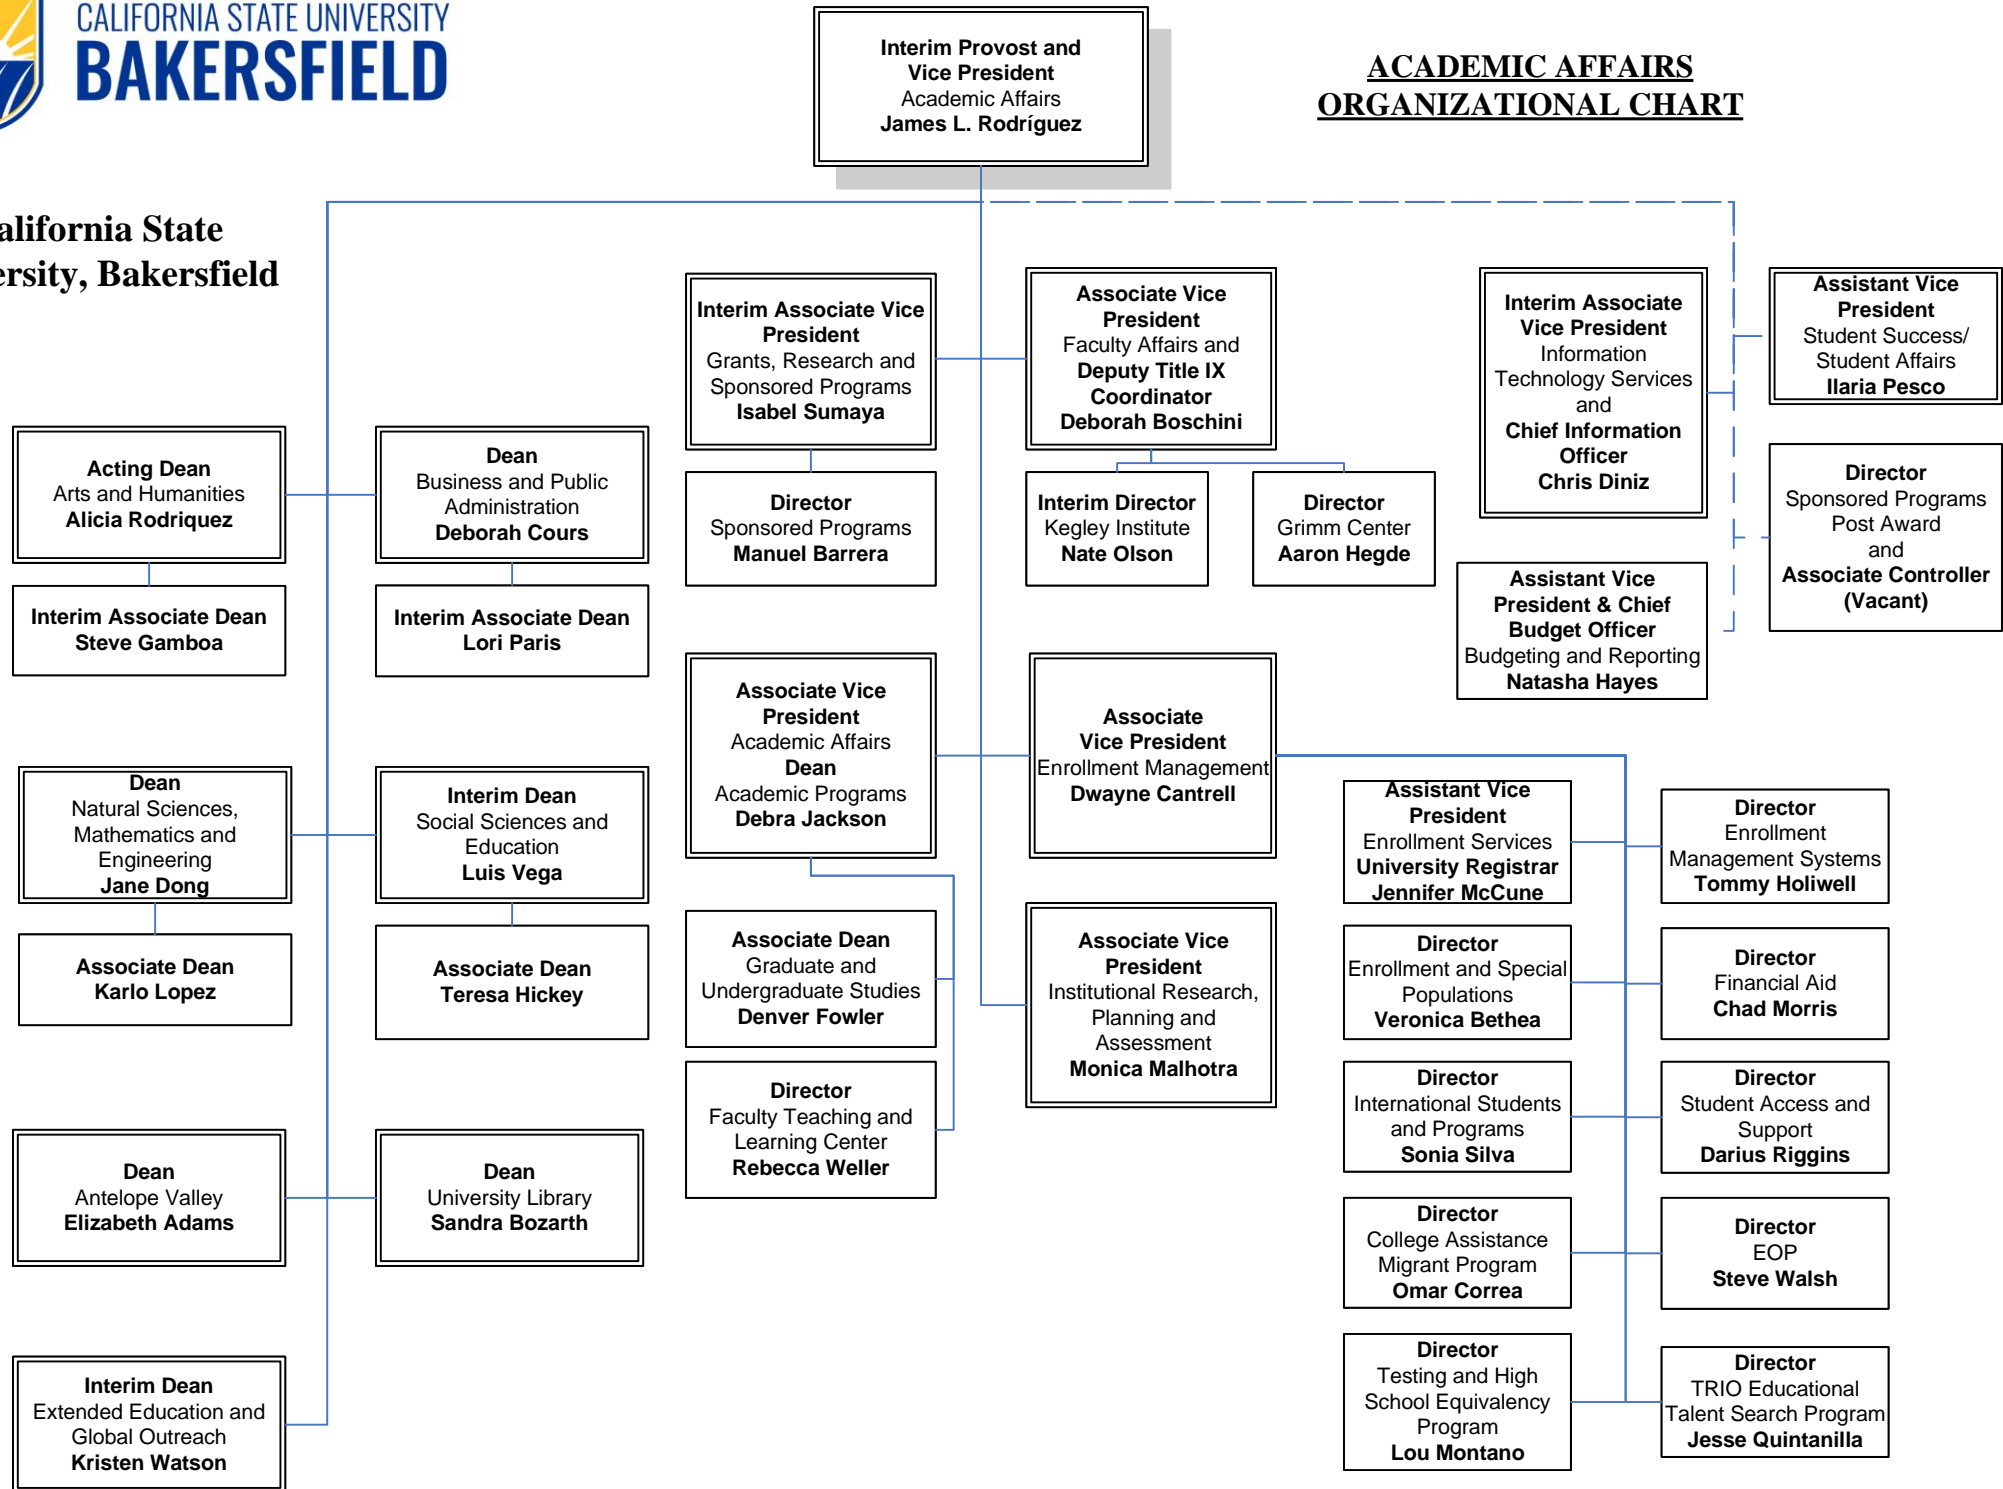 CALIFORNIA STATE UNIVERSITY
BAKERSFIELD
Interim Provost and
Vice President
Academic Affairs
James L. Rodríguez
ACADEMIC AFFAIRS
ORGANIZATIONAL CHART
alifornia State
ersity, Bakersfield
Interim Associate Vice
President
Grants, Research and
Sponsored Programs
Isabel Sumaya
Associate Vice
President
Faculty Affairs and
Deputy Title IX
Coordinator
Deborah Boschini
Interim Associate
Vice President
Information
Technology Services
and
Chief Information
Officer
Chris Diniz
Assistant Vice
President
Student Success/
Student Affairs
Ilaria Pesco
Acting Dean
Arts and Humanities
Alicia Rodriquez
Dean
Business and Public
Administration
Deborah Cours
Director
Sponsored Programs
Manuel Barrera
Interim Director
Kegley Institute
Nate Olson
Director
Grimm Center
Aaron Hegde
Director
Sponsored Programs
Post Award
and
Associate Controller
(Vacant)
Interim Associate Dean
Steve Gamboa
Interim Associate Dean
Lori Paris
Assistant Vice
President & Chief
Budget Officer
Budgeting and Reporting
Natasha Hayes
Associate Vice
President
Academic Affairs
Dean
Academic Programs
Debra Jackson
Associate
Vice President
Enrollment Management
Dwayne Cantrell
Dean
Natural Sciences,
Mathematics and
Engineering
Jane Dong
Interim Dean
Social Sciences and
Education
Luis Vega
Assistant Vice
President
Enrollment Services
University Registrar
Jennifer McCune
Director
Enrollment
Management Systems
Tommy Holiwell
Associate Dean
Karlo Lopez
Associate Dean
Teresa Hickey
Associate Dean
Graduate and
Undergraduate Studies
Denver Fowler
Associate Vice
President
Institutional Research,
Planning and
Assessment
Monica Malhotra
Director
Enrollment and Special
Populations
Veronica Bethea
Director
Financial Aid
Chad Morris
Director
Faculty Teaching and
Learning Center
Rebecca Weller
Director
International Students
and Programs
Sonia Silva
Director
Student Access and
Support
Darius Riggins
Dean
Antelope Valley
Elizabeth Adams
Dean
University Library
Sandra Bozarth
Director
College Assistance
Migrant Program
Omar Correa
Director
EOP
Steve Walsh
Interim Dean
Extended Education and
Global Outreach
Kristen Watson
Director
Testing and High
School Equivalency
Program
Lou Montano
Director
TRIO Educational
Talent Search Program
Jesse Quintanilla